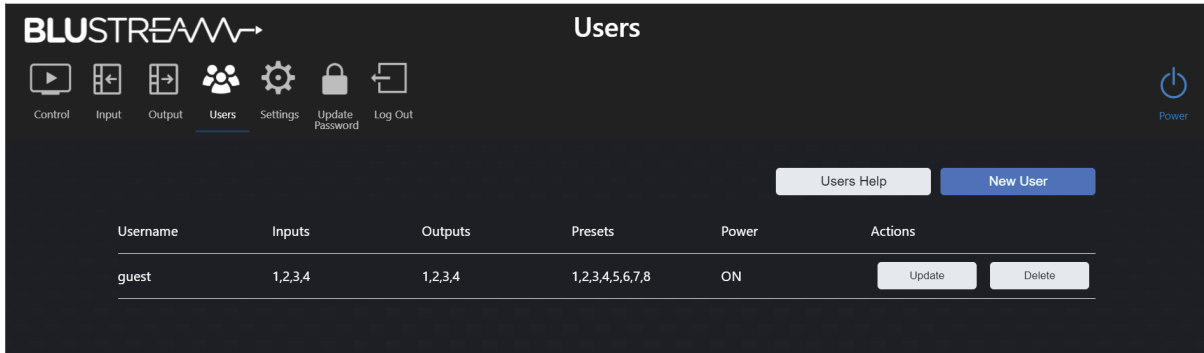 BLUSTREAM
Users
Control
Input
Output
Users
Settings
Update
Password
Log Out
Power
Users Help
New User
Username Inputs Outputs Presets Power Actions
guest 1,2,3,4 1,2,3,4 1,2,3,4,5,6,7,8 ON Update Delete